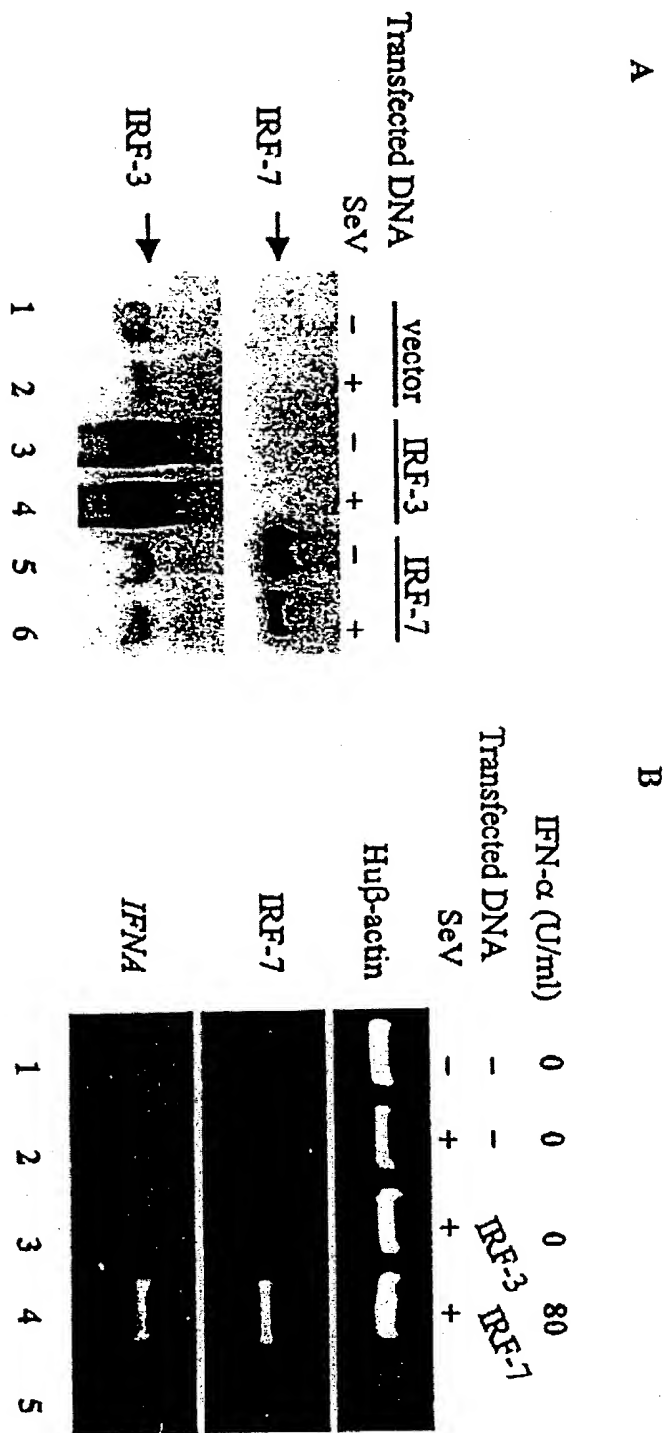 A
Transfected DNA vector IRF-3 IRF-7
SeV - + - + - +
IRF-7 →
IRF-3 →
1 2 3 4 5 6
B
IFN-α (U/ml) 0 0 0 80
Transfected DNA - - IRF-3 IRF-7
SeV - + + +
Huβ-actin
IRF-7
IFNA
1 2 3 4 5